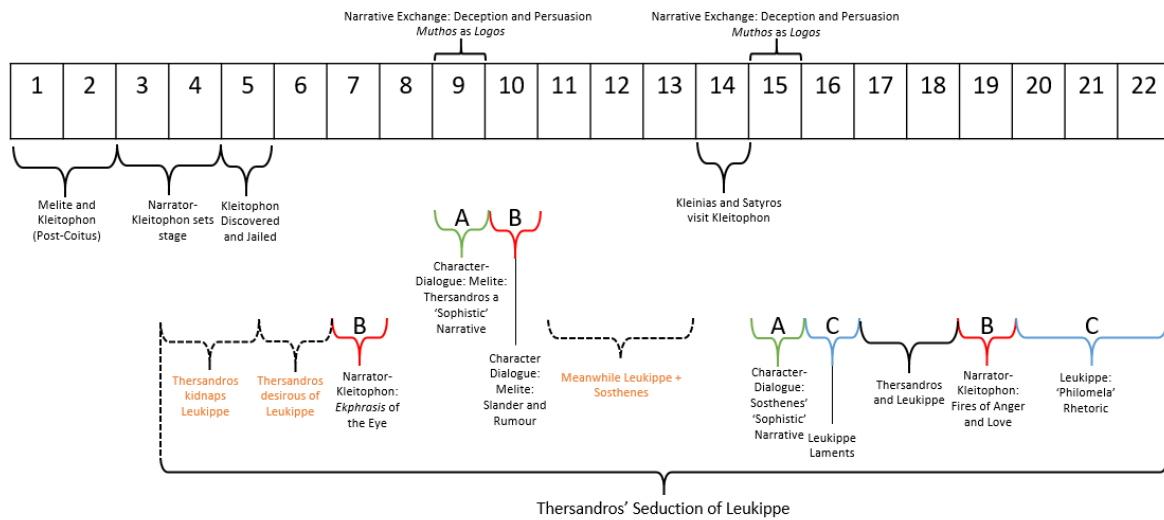 Narrative Exchange: Deception and Persuasion
Muthos as Logos
Narrative Exchange: Deception and Persuasion
Muthos as Logos
1 2 3 4 5 6 7 8 9 10 11 12 13 14 15 16 17 18 19 20 21 22
Melite and
Kleitophon
(Post-Coitus)
Narrator-
Kleitophon sets
stage
Kleitophon
Discovered
and Jailed
Kleinias and Satyros
visit Kleitophon
A
Character-
Dialogue: Melite:
Thersandros a
‘Sophistic’
Narrative
B
Character
Dialogue:
Melite:
Slander and
Rumour
Thersandros
kidnaps
Leukippe
Thersandros
desirous of
Leukippe
B
Narrator-
Kleitophon:
Ekphrasis of
the Eye
Meanwhile Leukippe +
Sosthenes
A
Character-
Dialogue:
Sosthenes’
‘Sophistic’
Narrative
C
Leukippe
Laments
Thersandros
and Leukippe
B
Narrator-
Kleitophon:
Fires of Anger
and Love
C
Leukippe:
‘Philomela’
Rhetoric
Thersandros’ Seduction of Leukippe